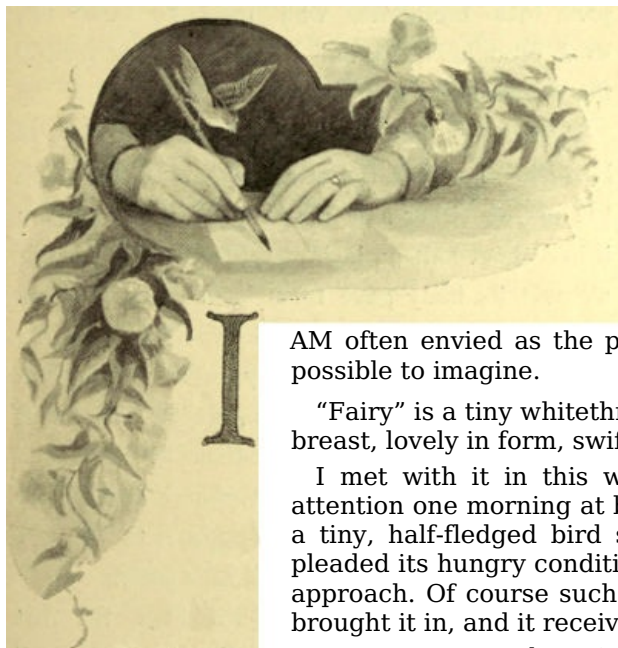 I
AM often envied as the p
possible to imagine.
“Fairy” is a tiny whiteth
breast, lovely in form, swif
I met with it in this w
attention one morning at
a tiny, half-fledged bird
pleaded its hungry conditi
approach. Of course such
brought it in, and it receiv